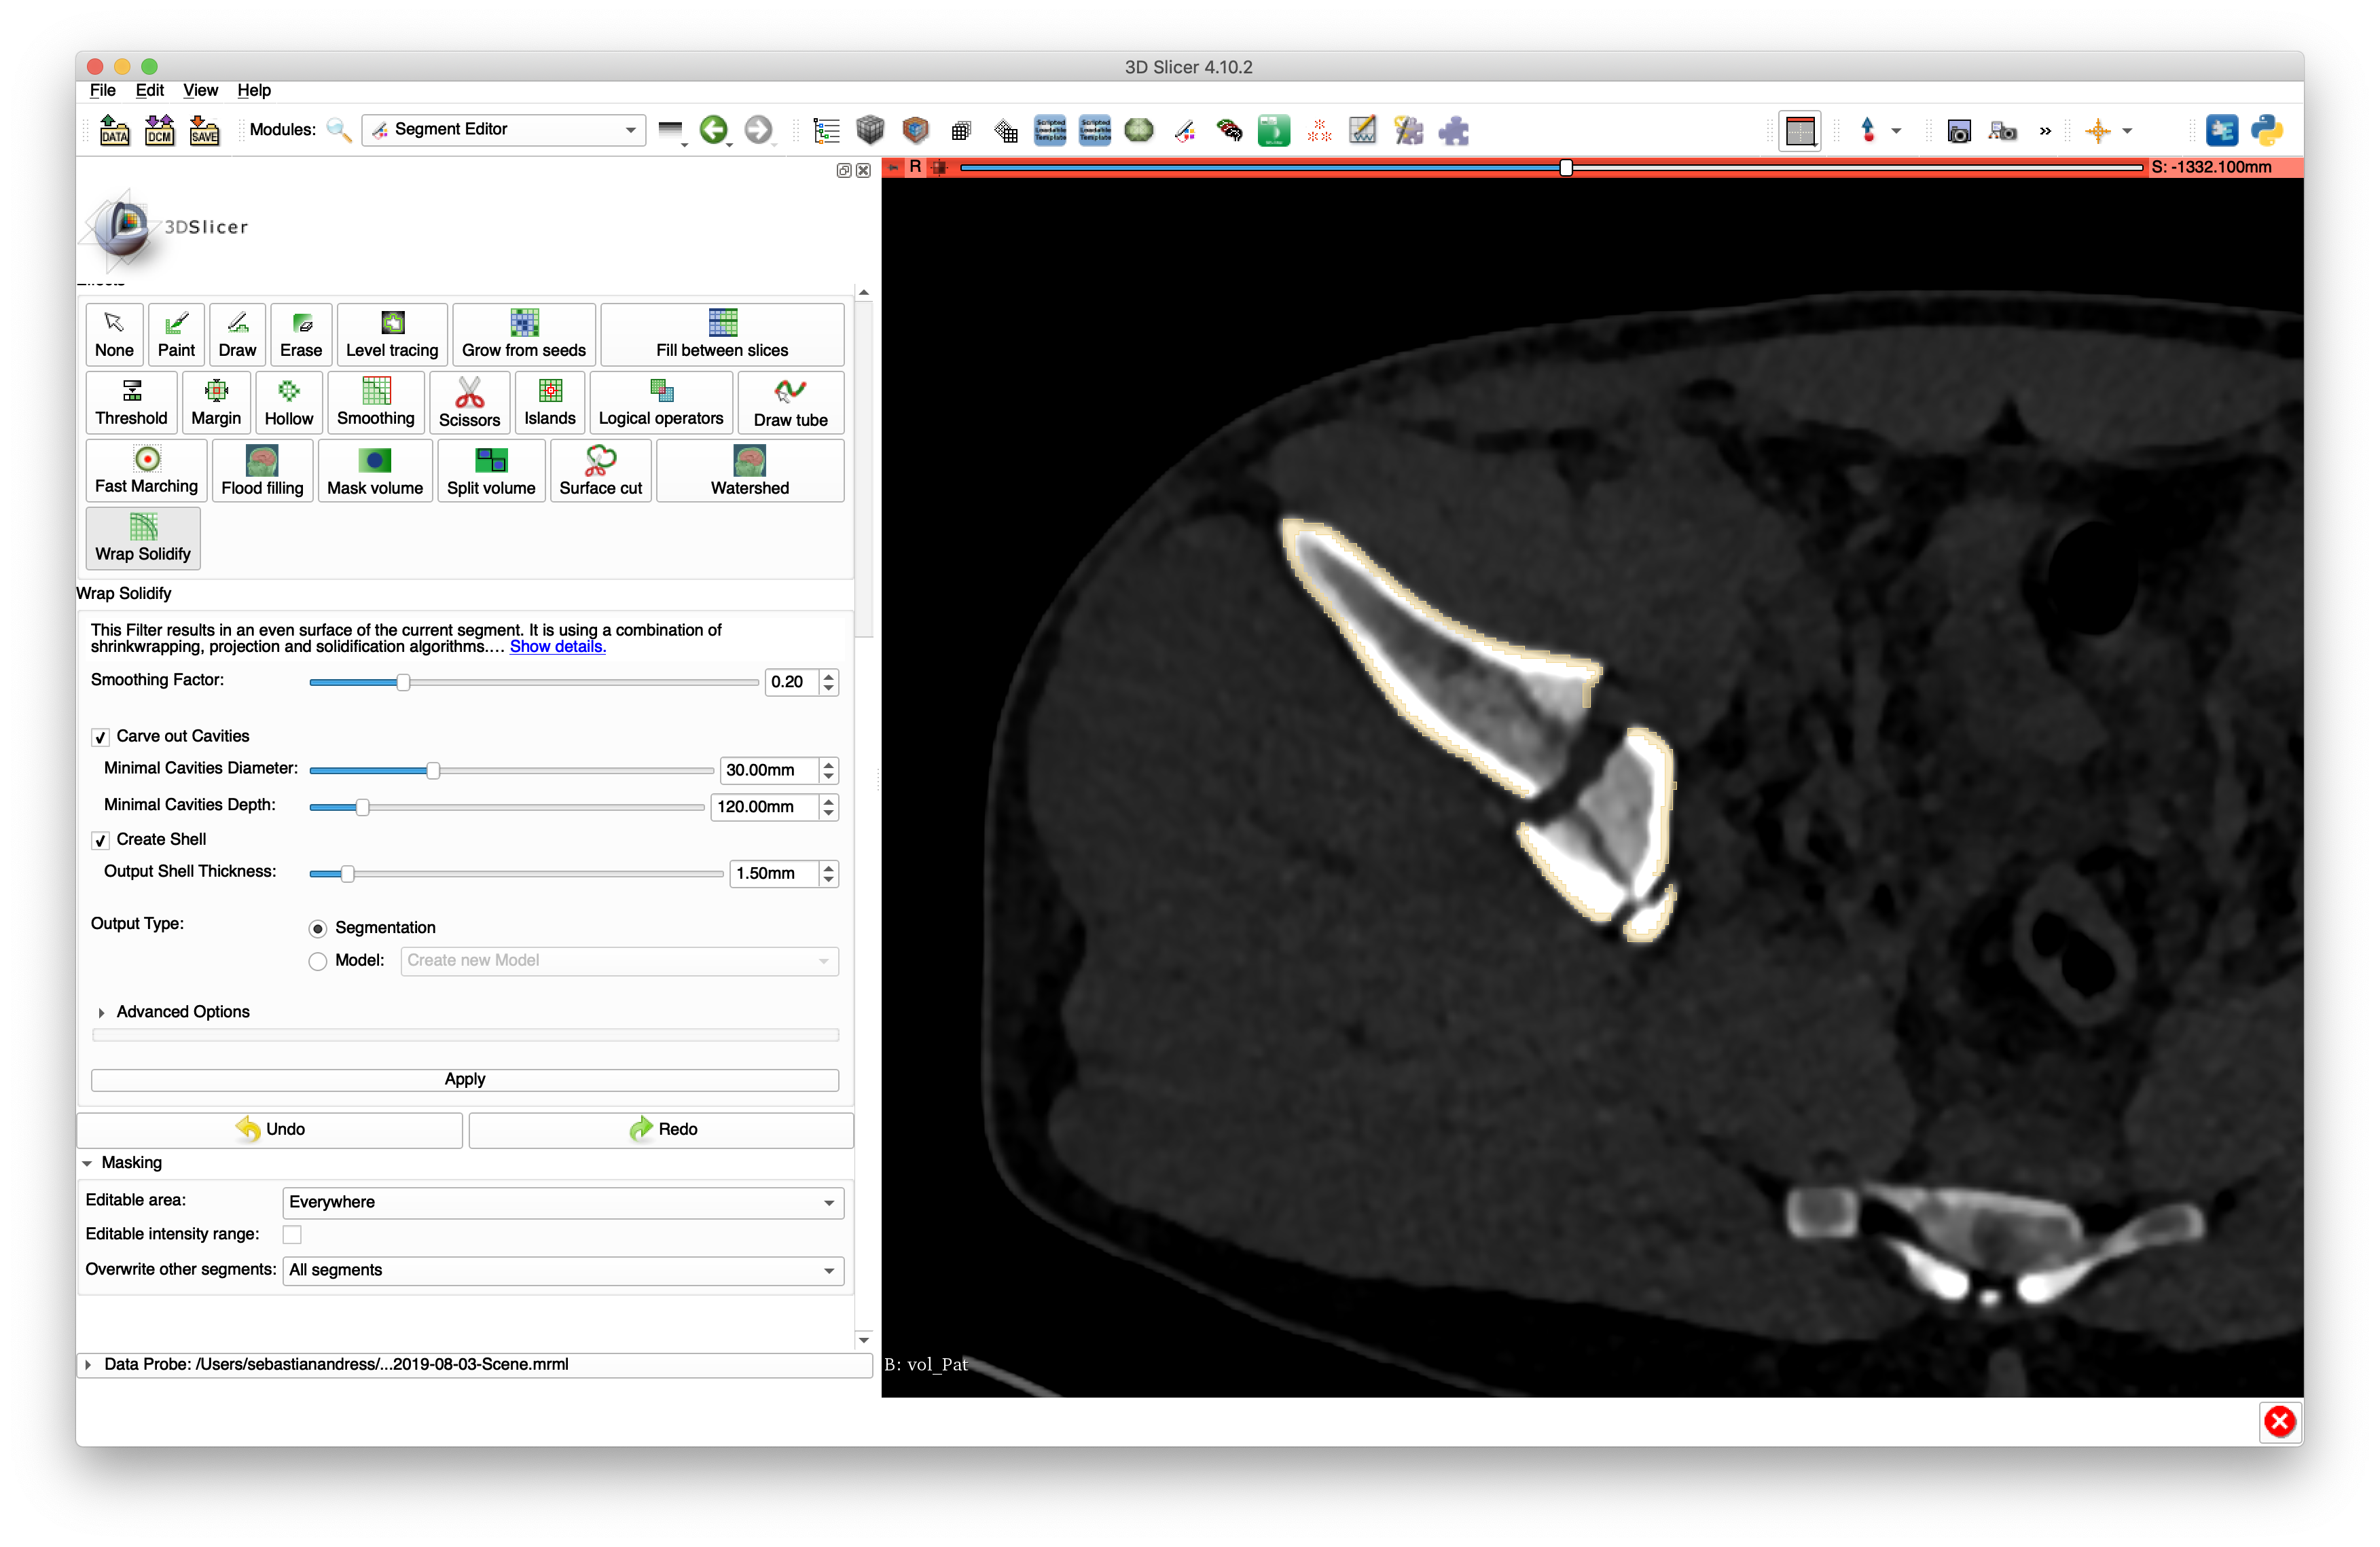 3D Slicer 4.10.2
File Edit View Help
DATA DCM SAVE Modules: Segment Editor
R S: -1332.100mm
3DSlicer
None Paint Draw Erase Level tracing Grow from seeds Fill between slices
Threshold Margin Hollow Smoothing Scissors Islands Logical operators Draw tube
Fast Marching Flood filling Mask volume Split volume Surface cut Watershed
Wrap Solidify
Wrap Solidify
This Filter results in an even surface of the current segment. It is using a combination of
shrinkwrapping, projection and solidification algorithms.... Show details.
Smoothing Factor: 0.20
Carve out Cavities
Minimal Cavities Diameter: 30.00mm
Minimal Cavities Depth: 120.00mm
Create Shell
Output Shell Thickness: 1.50mm
Output Type: Segmentation
Model: Create new Model
Advanced Options
Apply
Undo Redo
Masking
Editable area: Everywhere
Editable intensity range:
Overwrite other segments: All segments
Data Probe: /Users/sebastianandress/...2019-08-03-Scene.mrml
B: vol_Pat